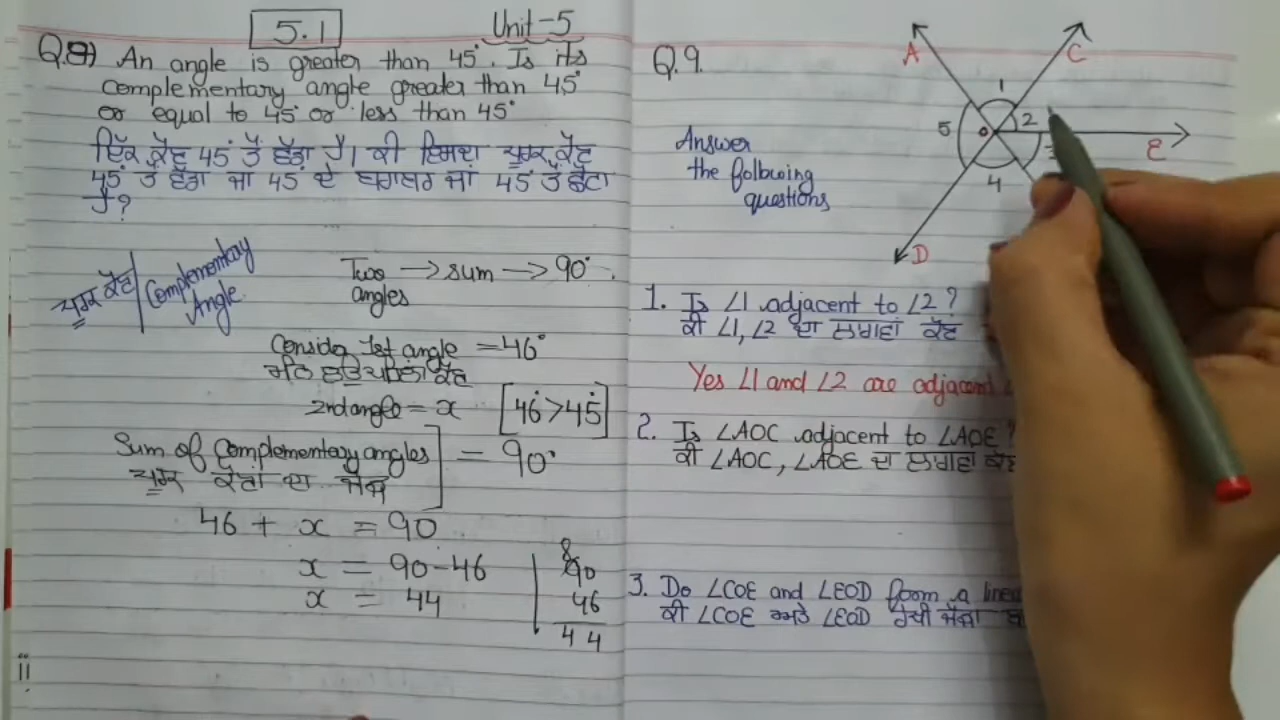 5.1
Unit-5
Q.8) An angle is greater than 45°. Is its
complementary angle greater than 45°
or equal to 45° or less than 45°
ਇੱਕ ਕੋਣ 45° ਤੋਂ ਵੱਡਾ ਹੈ। ਕੀ ਇਸਦਾ ਪੂਰਕ ਕੋਣ
45° ਤੋਂ ਵੱਡਾ ਜਾਂ 45° ਦੇ ਬਰਾਬਰ ਜਾਂ 45° ਤੋਂ ਛੋਟਾ
ਹੈ?
ਪੂਰਕ ਕੋਣ
Complementary
Angle
Two → sum → 90°.
angles
Consider 1st angle = 46°
2nd angle = x [46° > 45°]
Sum of Complementary angles
ਪੂਰਕ ਕੋਣਾਂ ਦਾ ਜੋੜ
= 90°
46 + x = 90
x = 90-46
x = 44
8
90
46
44
ii
Q.9.
A
C
1
5
O
2
E
4
D
Answer
the following
questions
1. Is ∠1 adjacent to ∠2?
ਕੀ ∠1, ∠2 ਦਾ ਲਾਗਵਾਂ ਕੋਣ
Yes ∠1 and ∠2 are adjacent
2. Is ∠AOC adjacent to ∠AOE?
ਕੀ ∠AOC, ∠AOE ਦਾ ਲਾਗਵਾਂ ਕੋਣ
3. Do ∠COE and ∠EOD form a linea
ਕੀ ∠COE ਅਤੇ ∠EOD ਰੇਖੀ ਜੋੜਾ